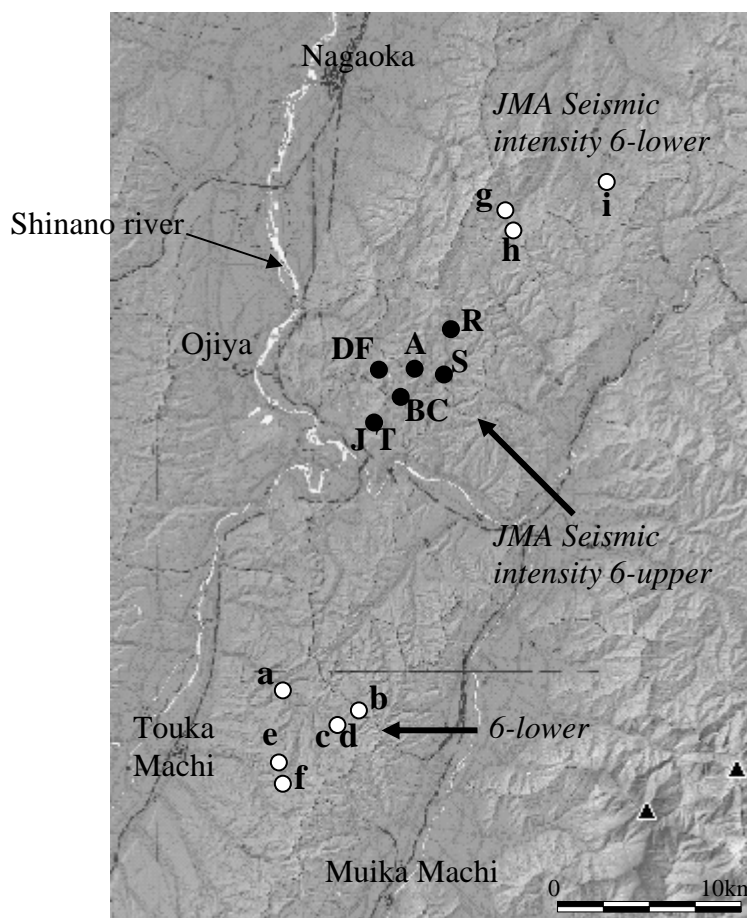 Nagaoka
JMA Seismic
intensity 6-lower
i
g
h
Shinano river
R
Ojiya
DF
A
S
BC
J T
JMA Seismic
intensity 6-upper
a
b
c d
6-lower
Touka
Machi
e
f
Muika Machi
0 10km